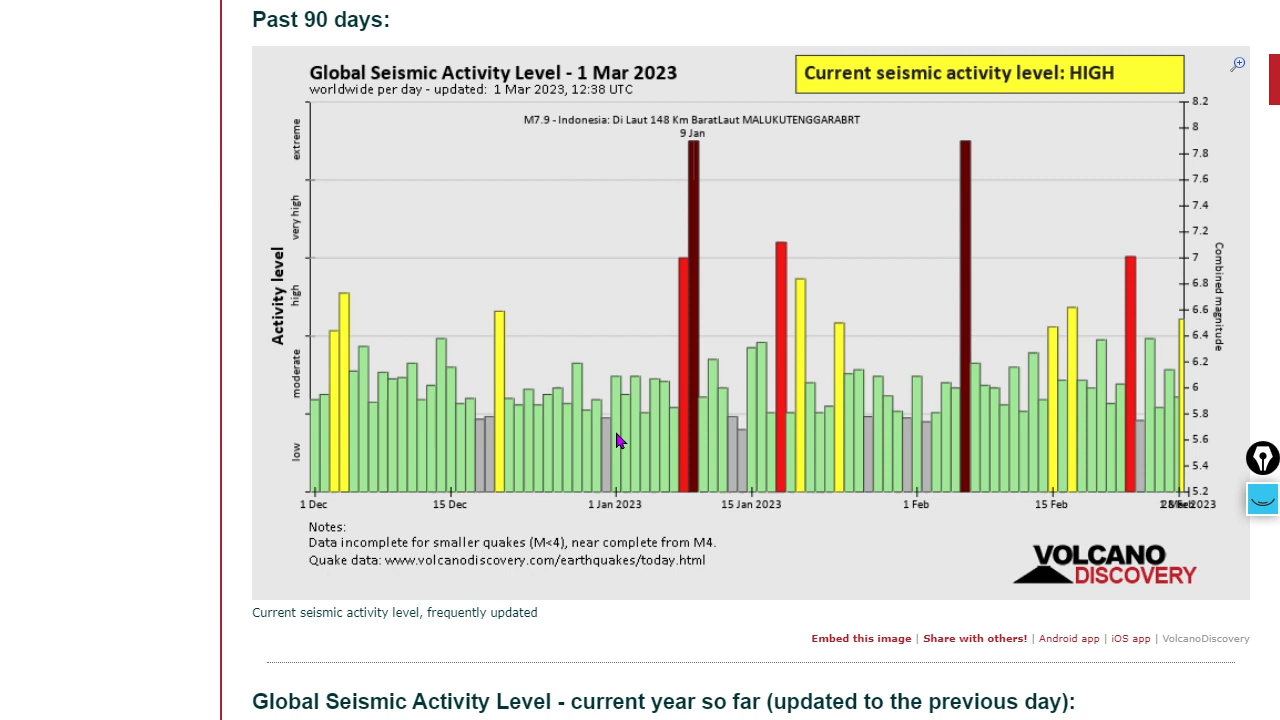 Past 90 days:
Global Seismic Activity Level - 1 Mar 2023
worldwide per day - updated: 1 Mar 2023, 12:38 UTC
Current seismic activity level: HIGH
M7.9 - Indonesia: Di Laut 148 Km BaratLaut MALUKUTENGGARABRT
9 Jan
Activity level
extreme
very high
high
moderate
low
8.2
8
7.8
7.6
7.4
7.2
7
6.8
6.6
6.4
6.2
6
5.8
5.6
5.4
5.2
Combined magnitude
1 Dec
15 Dec
1 Jan 2023
15 Jan 2023
1 Feb
15 Feb
Notes:
Data incomplete for smaller quakes (M<4), near complete from M4.
Quake data: www.volcanodiscovery.com/earthquakes/today.html
VOLCANO
DISCOVERY
Current seismic activity level, frequently updated
Embed this image | Share with others! | Android app | iOS app | VolcanoDiscovery
Global Seismic Activity Level - current year so far (updated to the previous day):